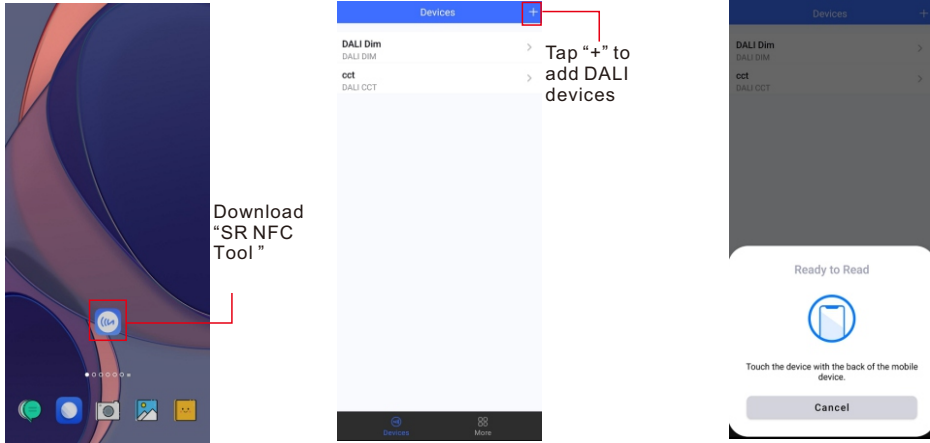 Download
“SR NFC
Tool ”
Devices
+
DALI Dim
DALI DIM
cct
DALI CCT
Devices
More
Tap “+” to
add DALI
devices
Devices
+
DALI Dim
DALI DIM
cct
DALI CCT
Ready to Read
Touch the device with the back of the mobile
device.
Cancel